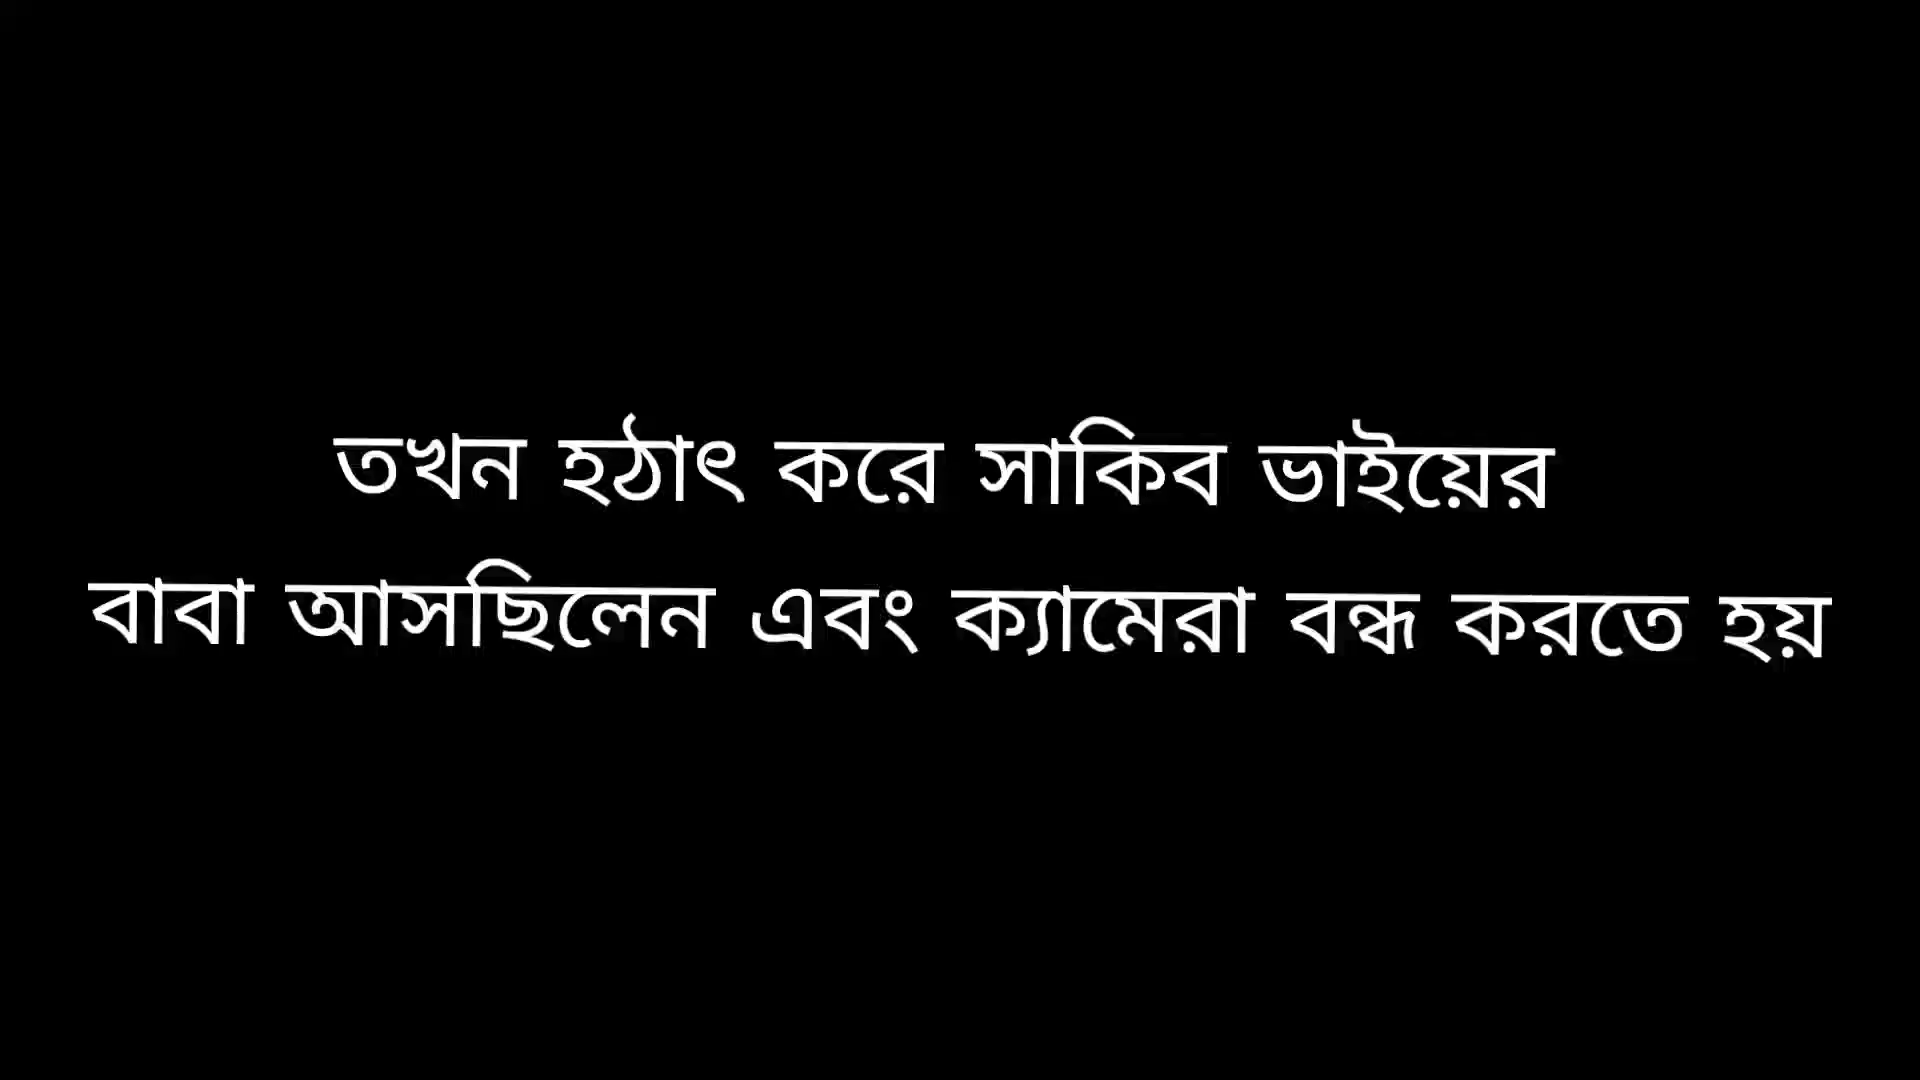 তখন হঠাৎ করে সাকিব ভাইয়ের
বাবা আসছিলেন এবং ক্যামেরা বন্ধ করতে হয়